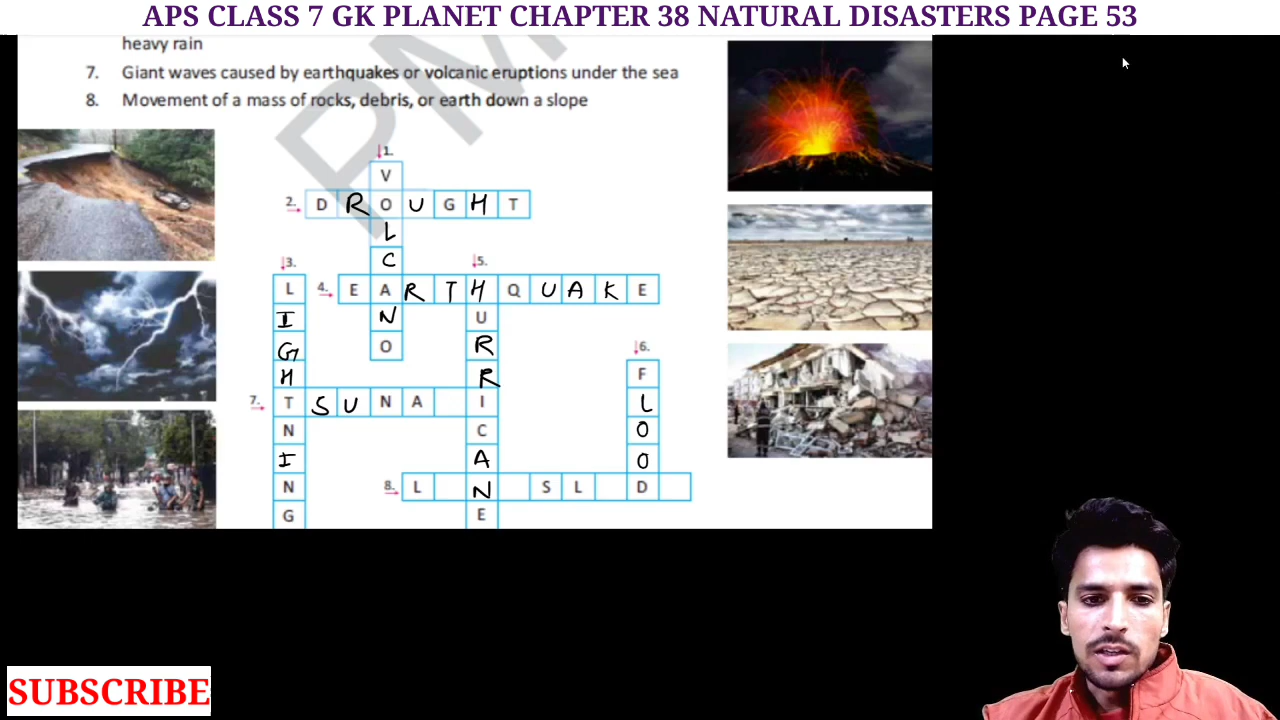 APS CLASS 7 GK PLANET CHAPTER 38 NATURAL DISASTERS PAGE 53
heavy rain
7. Giant waves caused by earthquakes or volcanic eruptions under the sea
8. Movement of a mass of rocks, debris, or earth down a slope
PM
1.
V
2. D R O U G H T
L
C
3. 5.
L 4. E A R T H Q U A K E
I N U
G O R 6.
H R F
7. T S U N A I L
N C O
I A O
N 8. L N S L D
G E
SUBSCRIBE